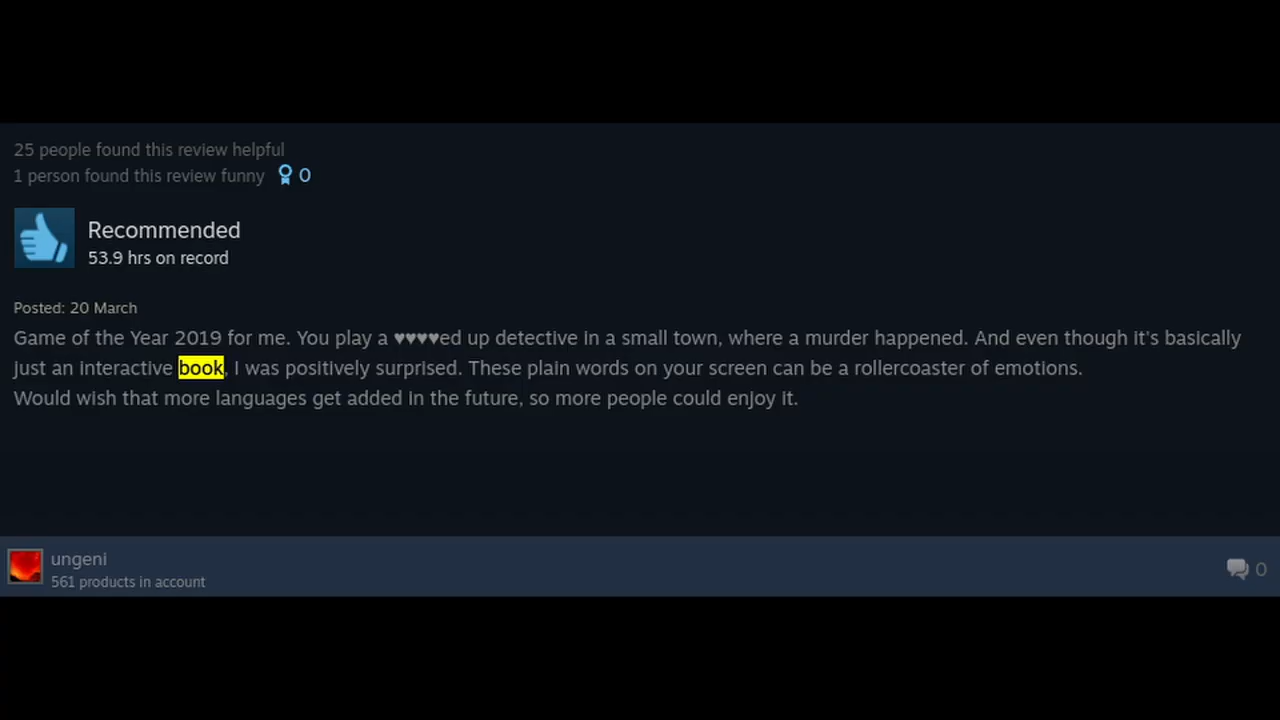 25 people found this review helpful
1 person found this review funny 0
Recommended
53.9 hrs on record
Posted: 20 March
Game of the Year 2019 for me. You play a ♥♥♥♥ed up detective in a small town, where a murder happened. And even though it's basically
just an interactive book, I was positively surprised. These plain words on your screen can be a rollercoaster of emotions.
Would wish that more languages get added in the future, so more people could enjoy it.
ungeni
561 products in account
0